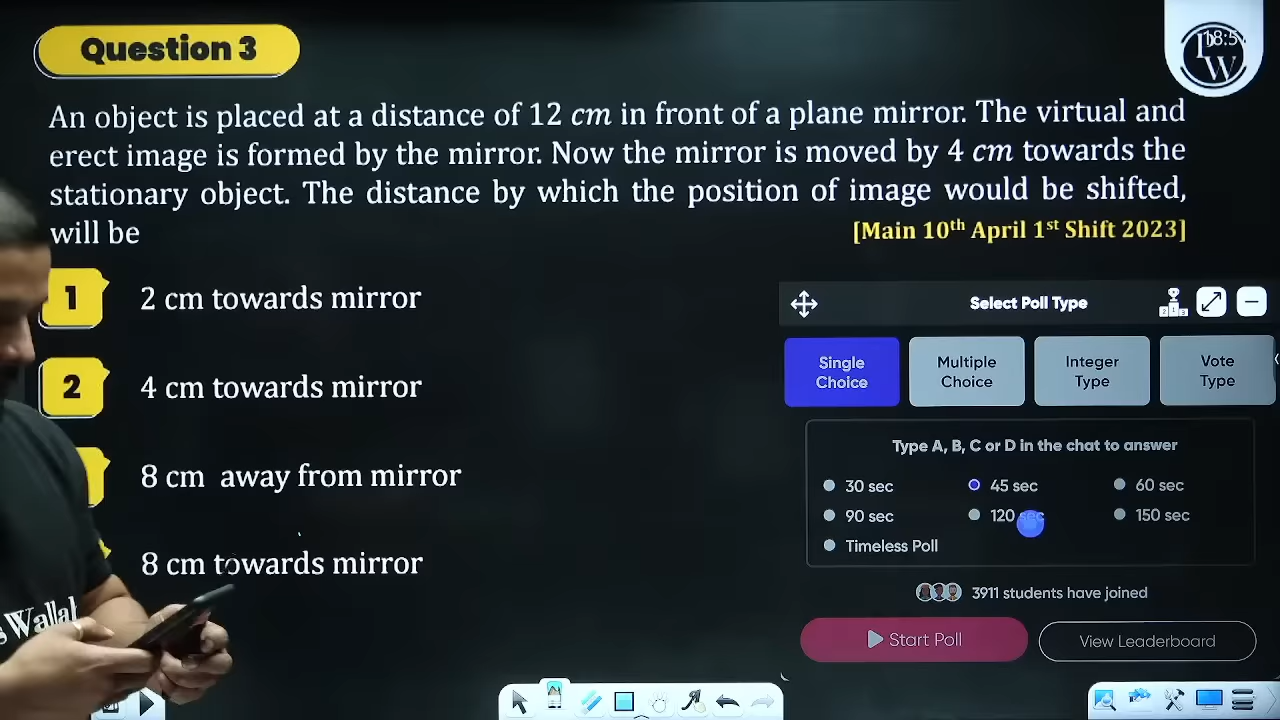 Question 3
18:5
P
W
An object is placed at a distance of 12 cm in front of a plane mirror. The virtual and
erect image is formed by the mirror. Now the mirror is moved by 4 cm towards the
stationary object. The distance by which the position of image would be shifted,
will be
[Main 10th April 1st Shift 2023]
1 2 cm towards mirror
2 4 cm towards mirror
8 cm away from mirror
8 cm towards mirror
Select Poll Type
Single
Choice
Multiple
Choice
Integer
Type
Vote
Type
Type A, B, C or D in the chat to answer
30 sec
45 sec
60 sec
90 sec
120 sec
150 sec
Timeless Poll
3911 students have joined
Start Poll
View Leaderboard
s Wallah